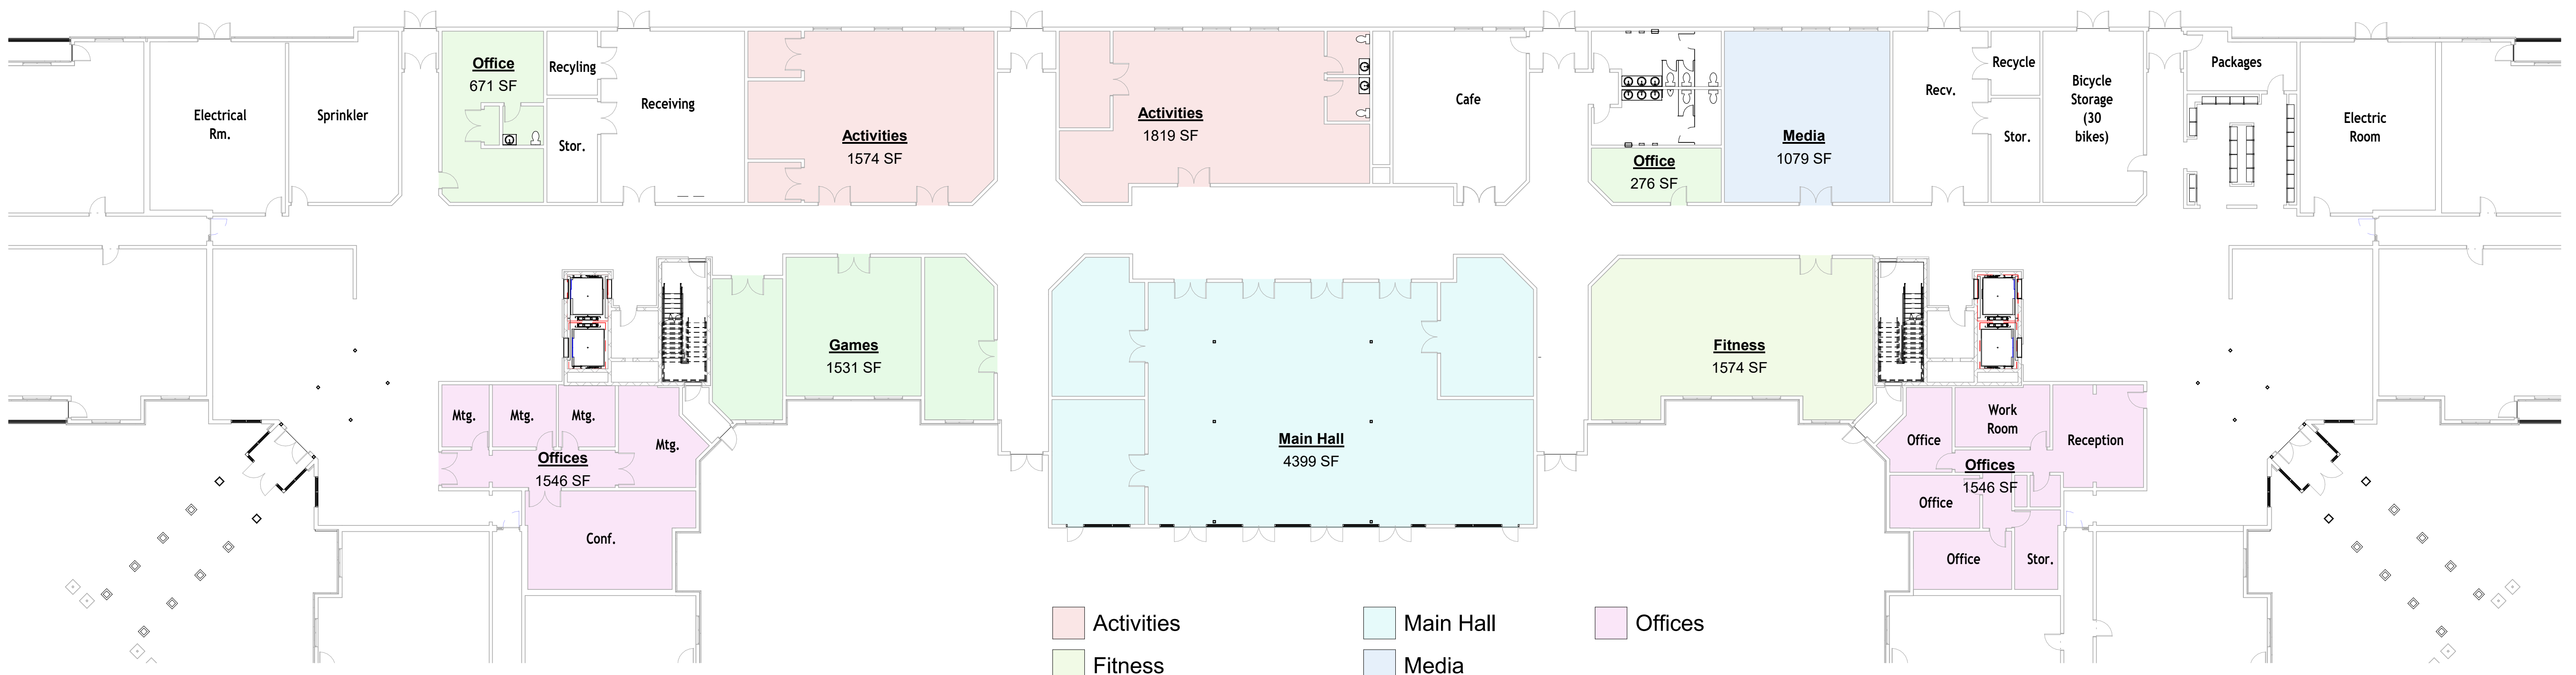 Electrical
Rm.
Sprinkler
Office
671 SF
Recyling
Stor.
Receiving
Activities
1574 SF
Activities
1819 SF
Cafe
Office
276 SF
Media
1079 SF
Recv.
Recycle
Stor.
Bicycle
Storage
(30
bikes)
Packages
Electric
Room
Games
1531 SF
Main Hall
4399 SF
Fitness
1574 SF
Mtg.
Mtg.
Mtg.
Mtg.
Offices
1546 SF
Conf.
Office
Work
Room
Reception
Offices
1546 SF
Office
Office
Stor.
Activities
Main Hall
Offices
Fitness
Media